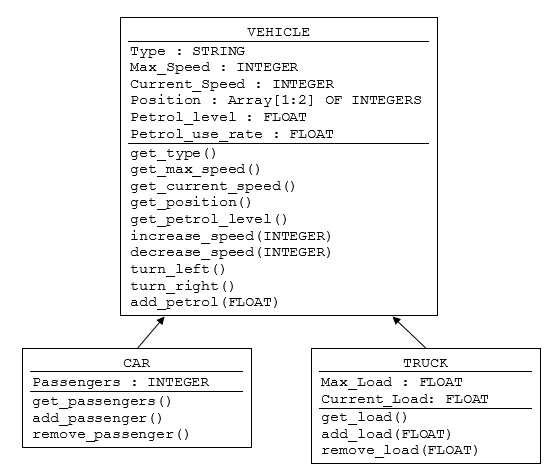 VEHICLE
Type : STRING
Max_Speed : INTEGER
Current_Speed : INTEGER
Position : Array[1:2] OF INTEGERS
Petrol_level : FLOAT
Petrol_use_rate : FLOAT
get_type()
get_max_speed()
get_current_speed()
get_position()
get_petrol_level()
increase_speed(INTEGER)
decrease_speed(INTEGER)
turn_left()
turn_right()
add_petrol(FLOAT)
CAR
Passengers : INTEGER
get_passengers()
add_passenger()
remove_passenger()
TRUCK
Max_Load : FLOAT
Current_Load: FLOAT
get_load()
add_load(FLOAT)
remove_load(FLOAT)